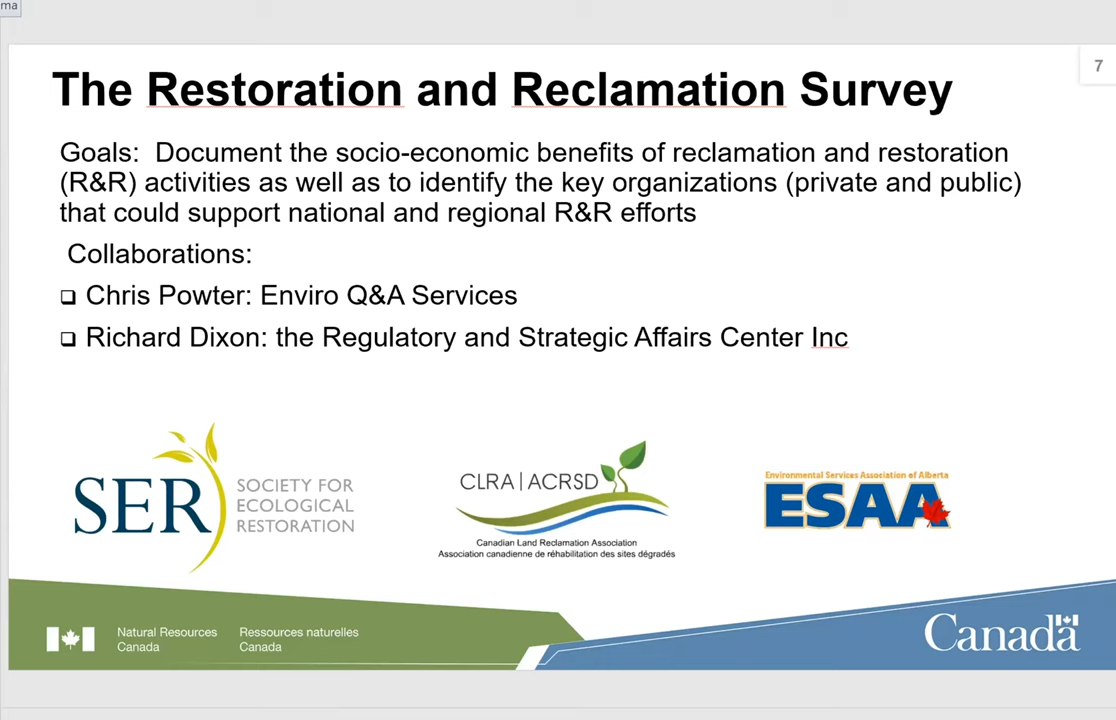 ma
7
The Restoration and Reclamation Survey
Goals:  Document the socio-economic benefits of reclamation and restoration
(R&R) activities as well as to identify the key organizations (private and public)
that could support national and regional R&R efforts
Collaborations:
Chris Powter: Enviro Q&A Services
Richard Dixon: the Regulatory and Strategic Affairs Center Inc
SER
SOCIETY FOR
ECOLOGICAL
RESTORATION
CLRA|ACRSD
Canadian Land Reclamation Association
Association canadienne de réhabilitation des sites dégradés
Environmental Services Association of Alberta
ESAA
Natural Resources
Canada
Ressources naturelles
Canada
Canada